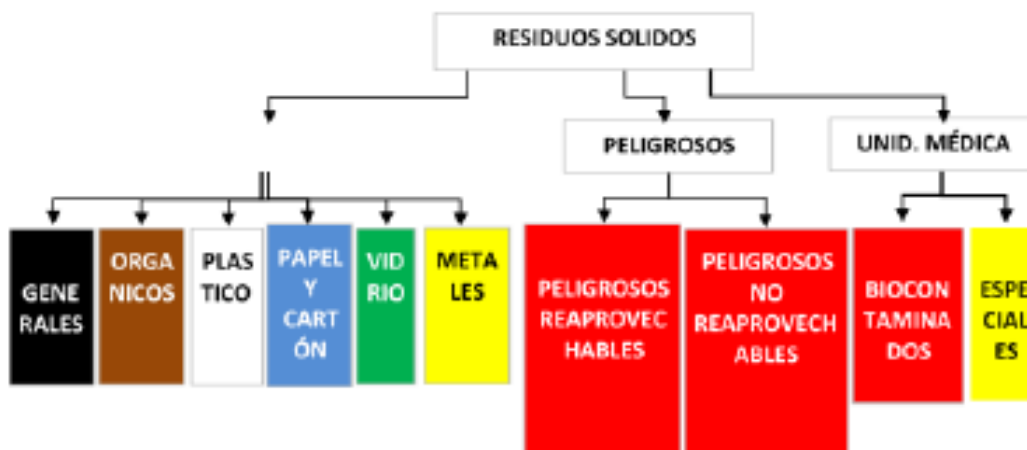 RESIDUOS SOLIDOS
PELIGROSOS
UNID. MÉDICA
GENE
RALES
ORGA
NICOS
PLAS
TICO
PAPEL
Y
CART
ÓN
VID
RIO
META
LES
PELIGROSOS
REAPROVEC
HABLES
PELIGROSOS
NO
REAPROVECH
ABLES
BIOCON
TAMINA
DOS
ESPE
CIAL
ES